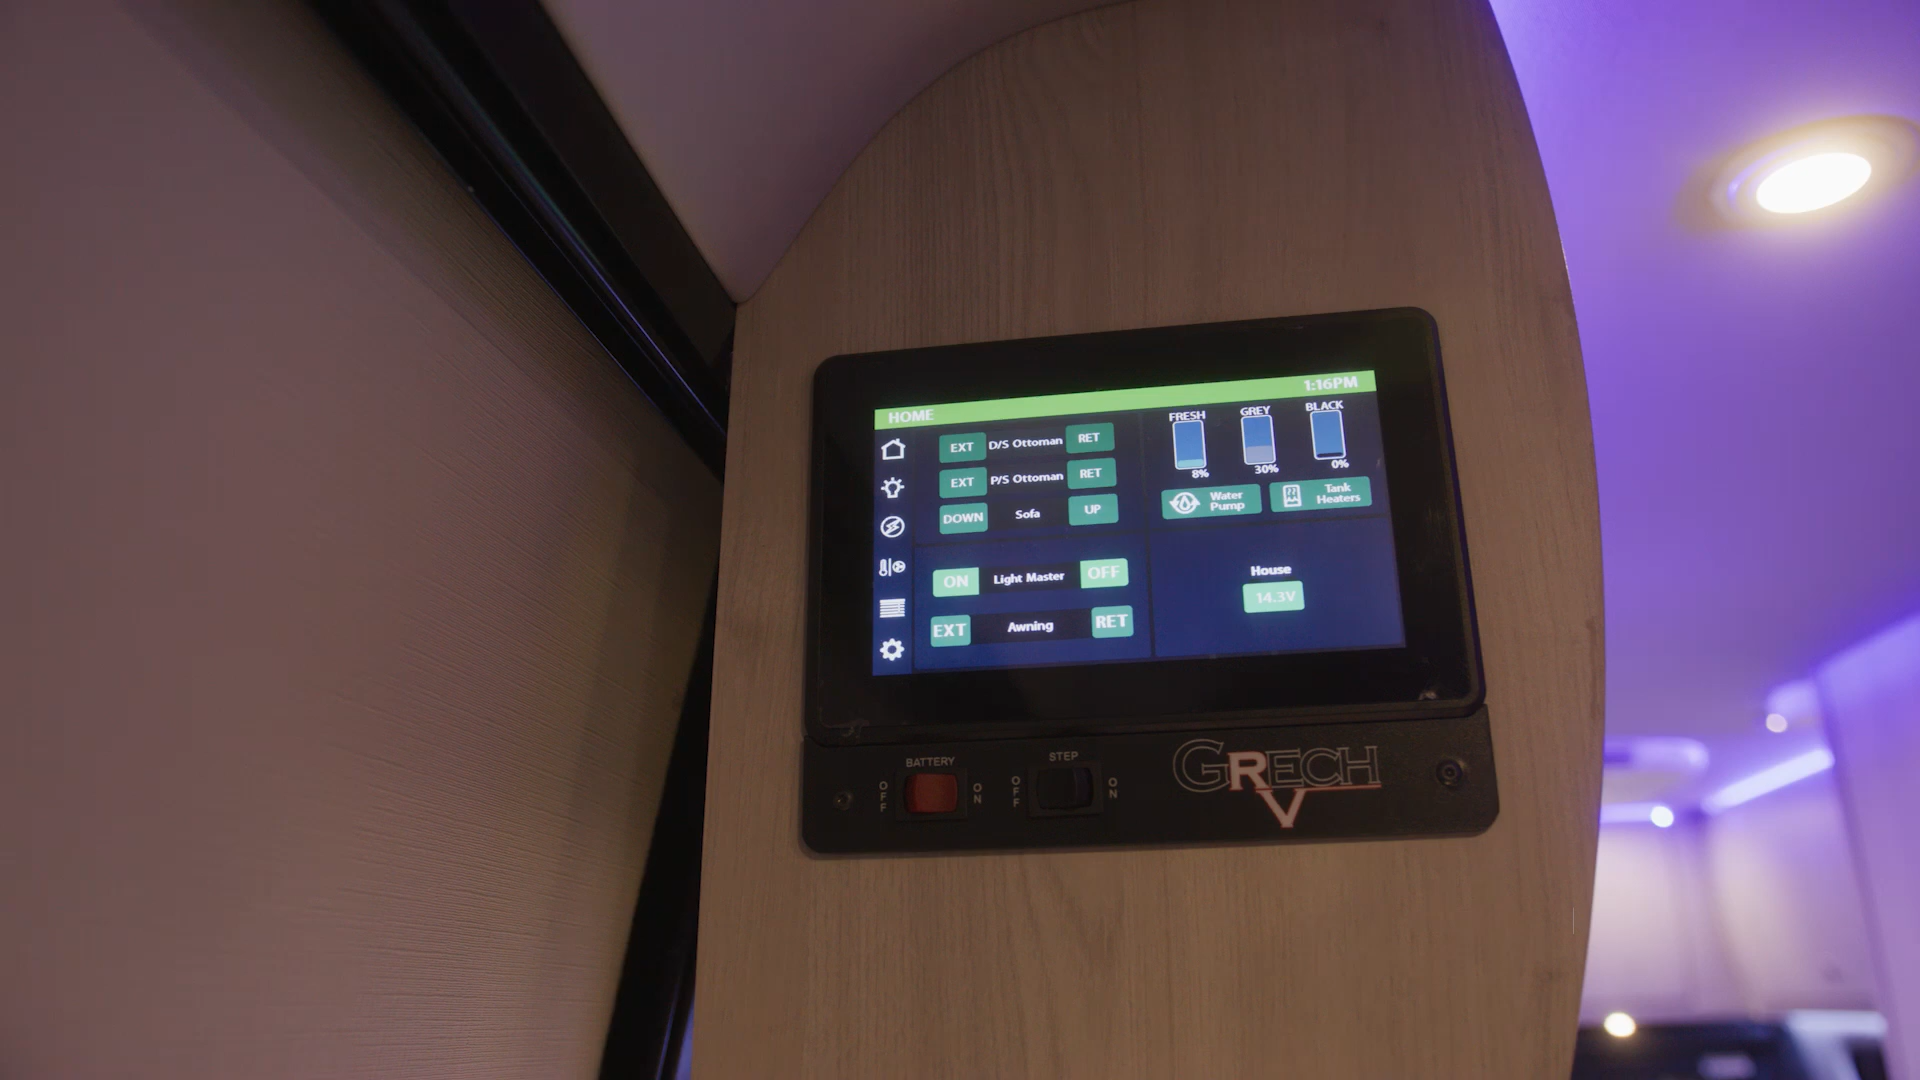 HOME 1:16PM
EXT D/S Ottoman RET
EXT P/S Ottoman RET
DOWN Sofa UP
ON Light Master OFF
EXT Awning RET
FRESH GREY BLACK
8% 30% 0%
Water Pump
Tank Heaters
House
14.3V
BATTERY
OFF ON
STEP
OFF ON
GRECH
RV